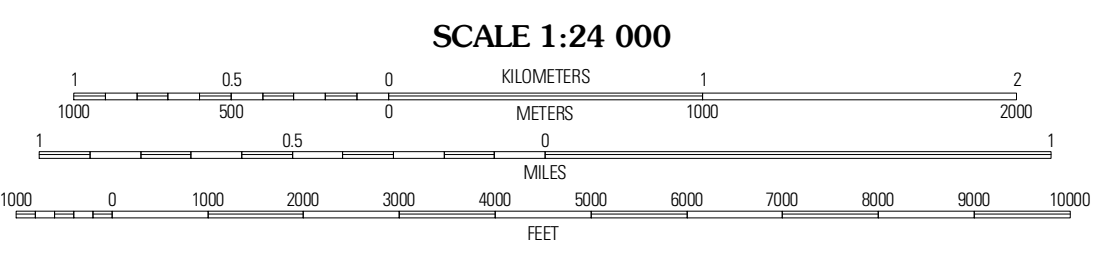 SCALE 1:24 000
1 0.5 0 KILOMETERS 1 2
1000 500 0 METERS 1000 2000
1 0.5 0 1
MILES
1000 0 1000 2000 3000 4000 5000 6000 7000 8000 9000 10000
FEET